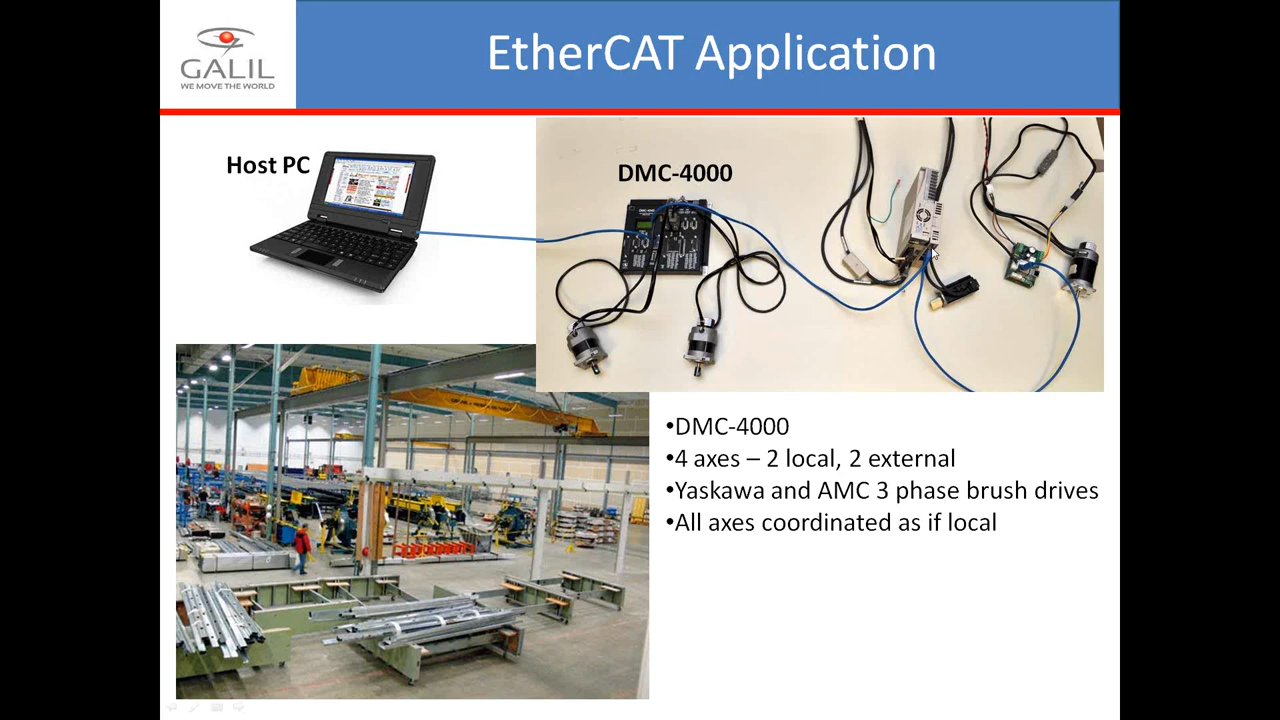 GALIL
WE MOVE THE WORLD
EtherCAT Application
Host PC
DMC-4000
•DMC-4000
•4 axes – 2 local, 2 external
•Yaskawa and AMC 3 phase brush drives
•All axes coordinated as if local